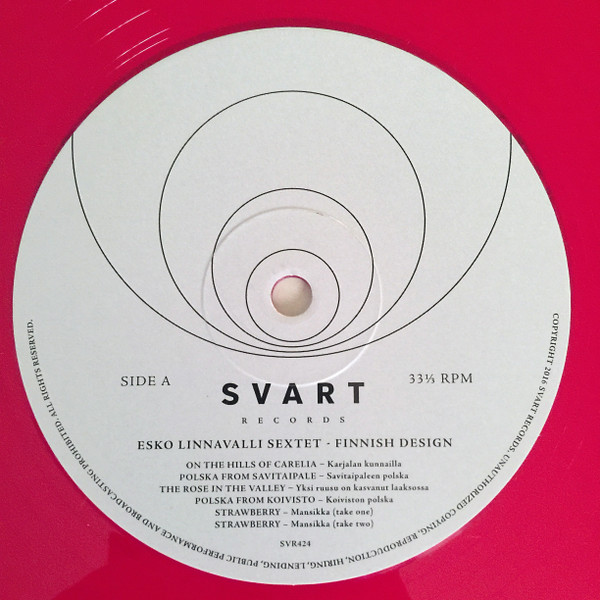 SIDE A
33⅓ RPM
SVART
RECORDS
ESKO LINNAVALLI SEXTET - FINNISH DESIGN
ON THE HILLS OF CARELIA – Karjalan kunnailla
POLSKA FROM SAVITAIPALE – Savitaipaleen polska
THE ROSE IN THE VALLEY – Yksi ruusu on kasvanut laaksossa
POLSKA FROM KOIVISTO – Koiviston polska
STRAWBERRY – Mansikka (take one)
STRAWBERRY – Mansikka (take two)
SVR424
COPYRIGHT 2016 SVART RECORDS. UNAUTHORIZED COPYING, REPRODUCTION, HIRING, LENDING, PUBLIC PERFORMANCE AND BROADCASTING PROHIBITED. ALL RIGHTS RESERVED.